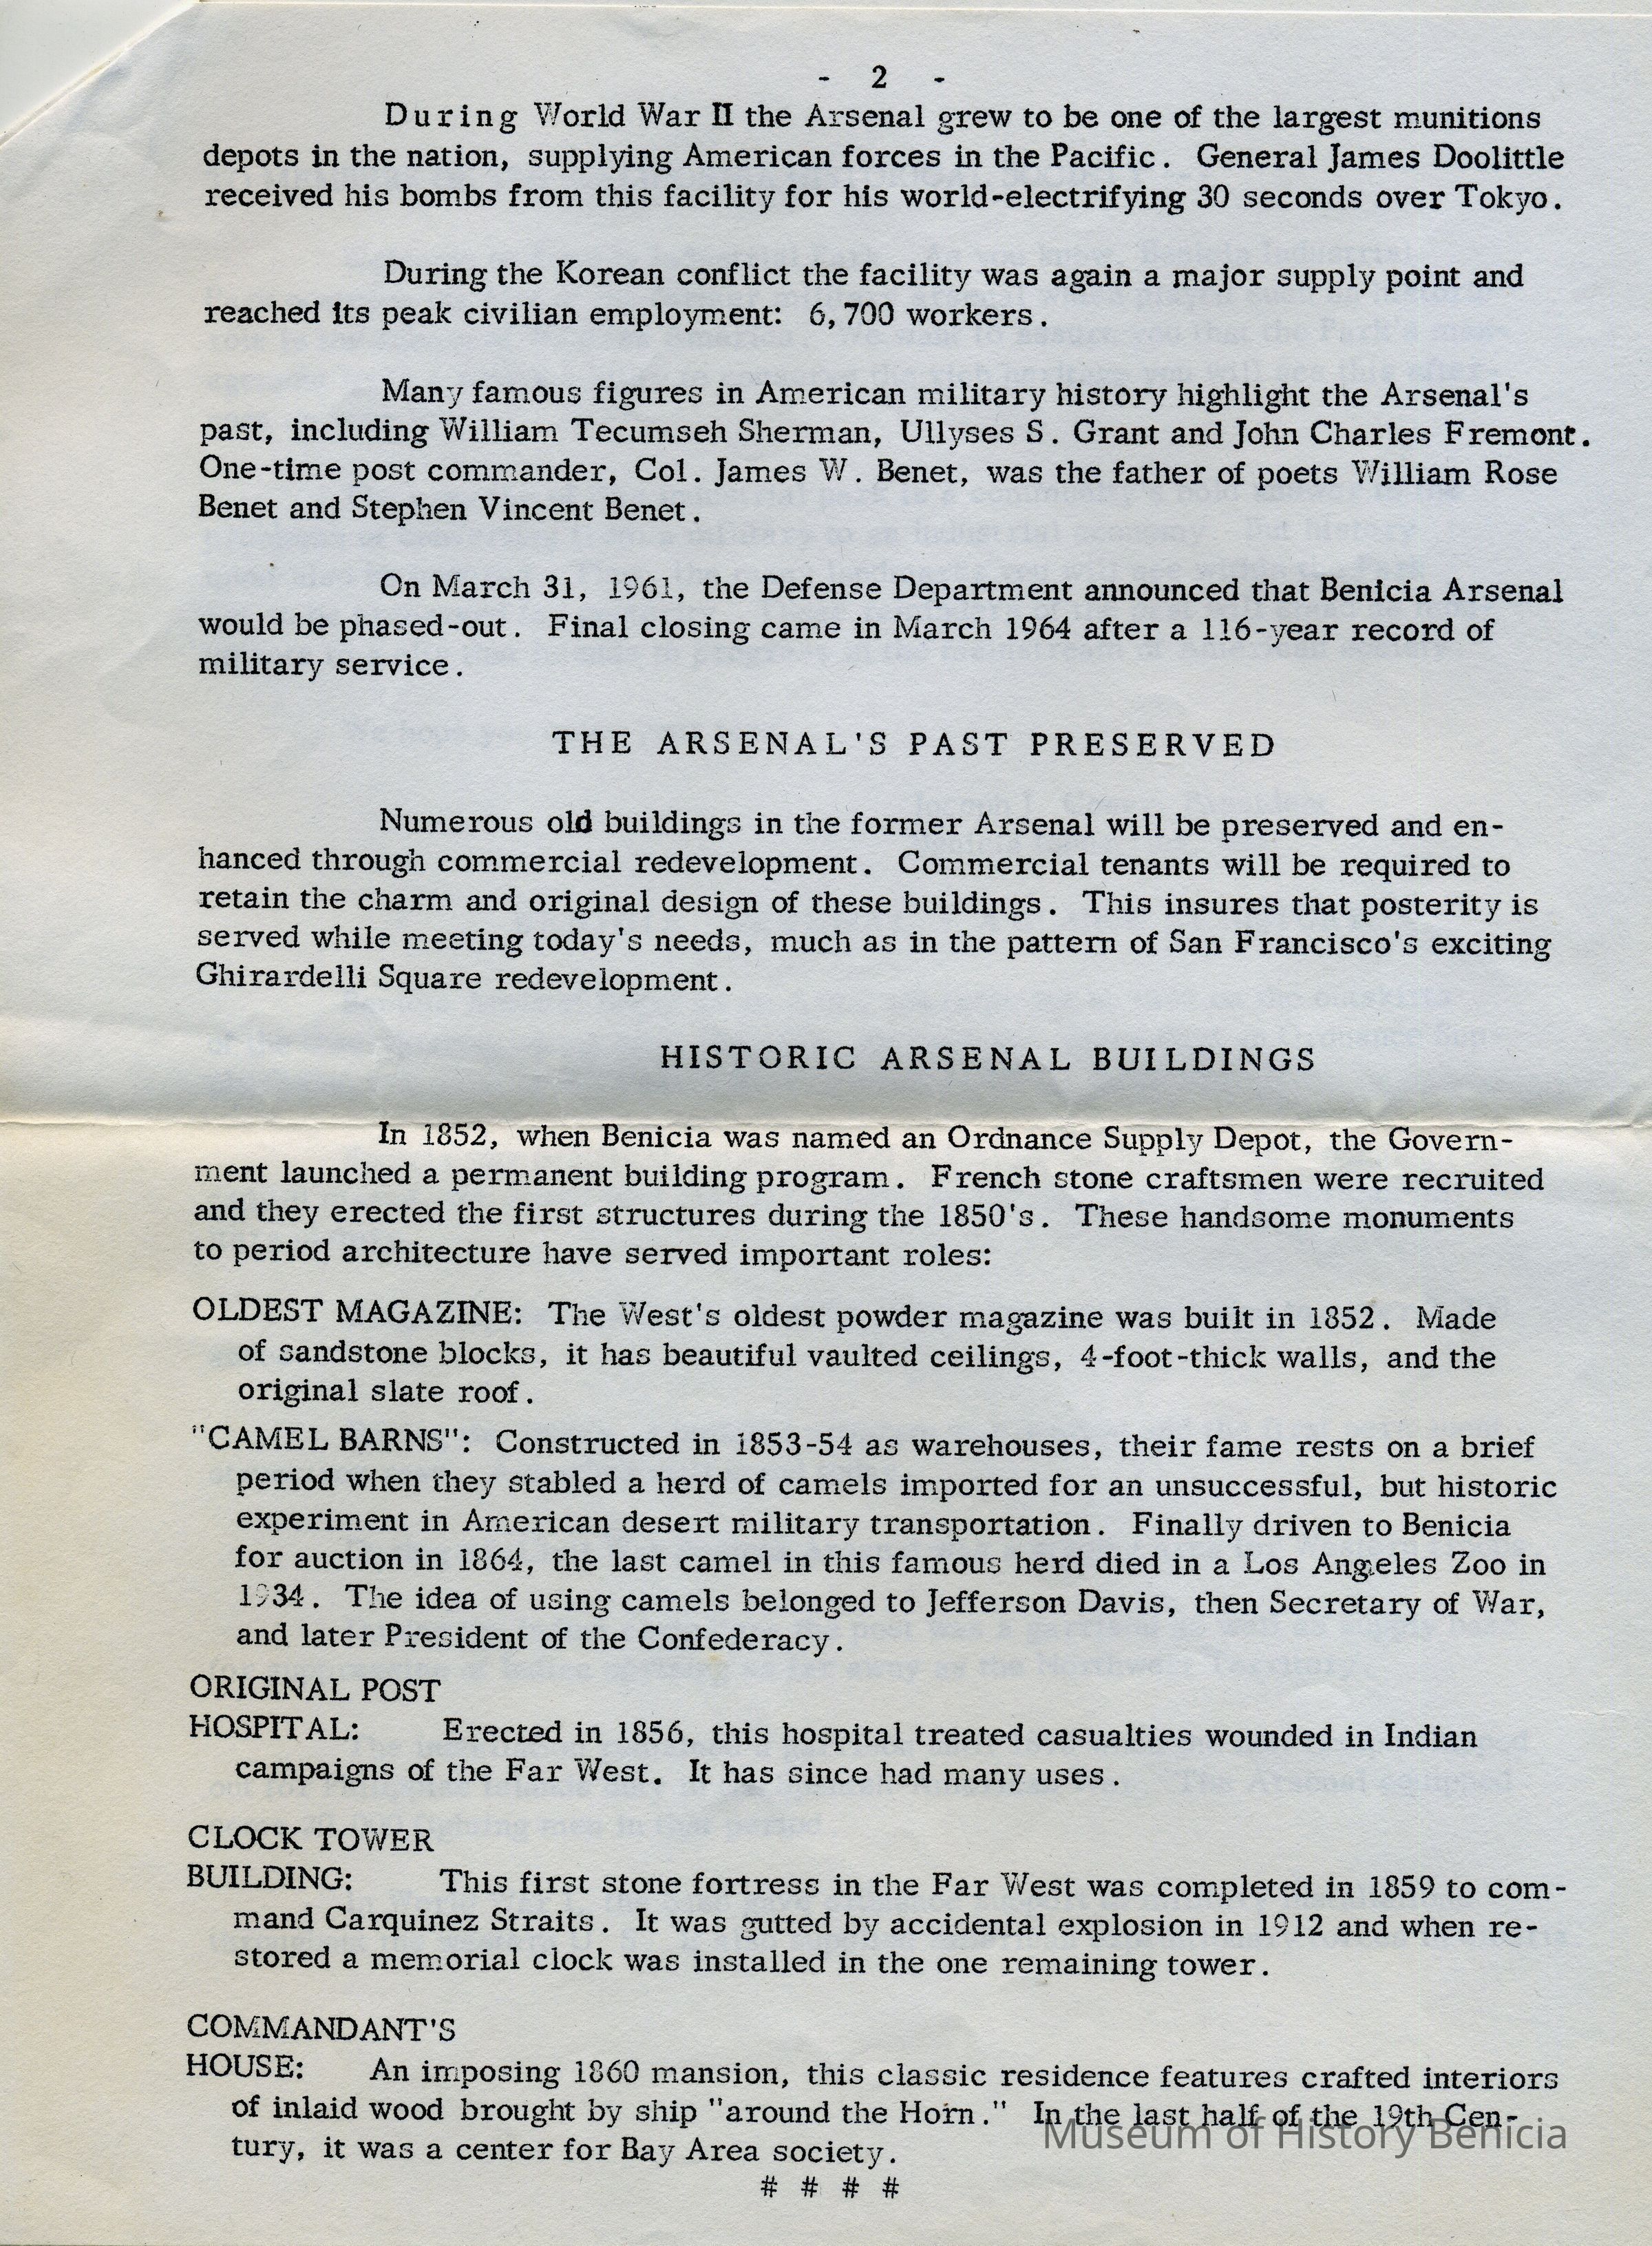 - 2 -
During World War II the Arsenal grew to be one of the largest munitions
depots in the nation, supplying American forces in the Pacific. General James Doolittle
received his bombs from this facility for his world-electrifying 30 seconds over Tokyo.
During the Korean conflict the facility was again a major supply point and
reached its peak civilian employment: 6,700 workers.
Many famous figures in American military history highlight the Arsenal's
past, including William Tecumseh Sherman, Ullyses S. Grant and John Charles Fremont.
One-time post commander, Col. James W. Benet, was the father of poets William Rose
Benet and Stephen Vincent Benet.
On March 31, 1961, the Defense Department announced that Benicia Arsenal
would be phased-out. Final closing came in March 1964 after a 116-year record of
military service.
THE ARSENAL'S PAST PRESERVED
Numerous old buildings in the former Arsenal will be preserved and en-
hanced through commercial redevelopment. Commercial tenants will be required to
retain the charm and original design of these buildings. This insures that posterity is
served while meeting today's needs, much as in the pattern of San Francisco's exciting
Ghirardelli Square redevelopment.
HISTORIC ARSENAL BUILDINGS
In 1852, when Benicia was named an Ordnance Supply Depot, the Govern-
ment launched a permanent building program. French stone craftsmen were recruited
and they erected the first structures during the 1850's. These handsome monuments
to period architecture have served important roles:
OLDEST MAGAZINE: The West's oldest powder magazine was built in 1852. Made
of sandstone blocks, it has beautiful vaulted ceilings, 4-foot-thick walls, and the
original slate roof.
"CAMEL BARNS": Constructed in 1853-54 as warehouses, their fame rests on a brief
period when they stabled a herd of camels imported for an unsuccessful, but historic
experiment in American desert military transportation. Finally driven to Benicia
for auction in 1864, the last camel in this famous herd died in a Los Angeles Zoo in
1934. The idea of using camels belonged to Jefferson Davis, then Secretary of War,
and later President of the Confederacy.
ORIGINAL POST
HOSPITAL: Erected in 1856, this hospital treated casualties wounded in Indian
campaigns of the Far West. It has since had many uses.
CLOCK TOWER
BUILDING: This first stone fortress in the Far West was completed in 1859 to com-
mand Carquinez Straits. It was gutted by accidental explosion in 1912 and when re-
stored a memorial clock was installed in the one remaining tower.
COMMANDANT'S
HOUSE: An imposing 1860 mansion, this classic residence features crafted interiors
of inlaid wood brought by ship "around the Horn." In the last half of the 19th Cen-
tury, it was a center for Bay Area society.
Museum of History Benicia
# # # #